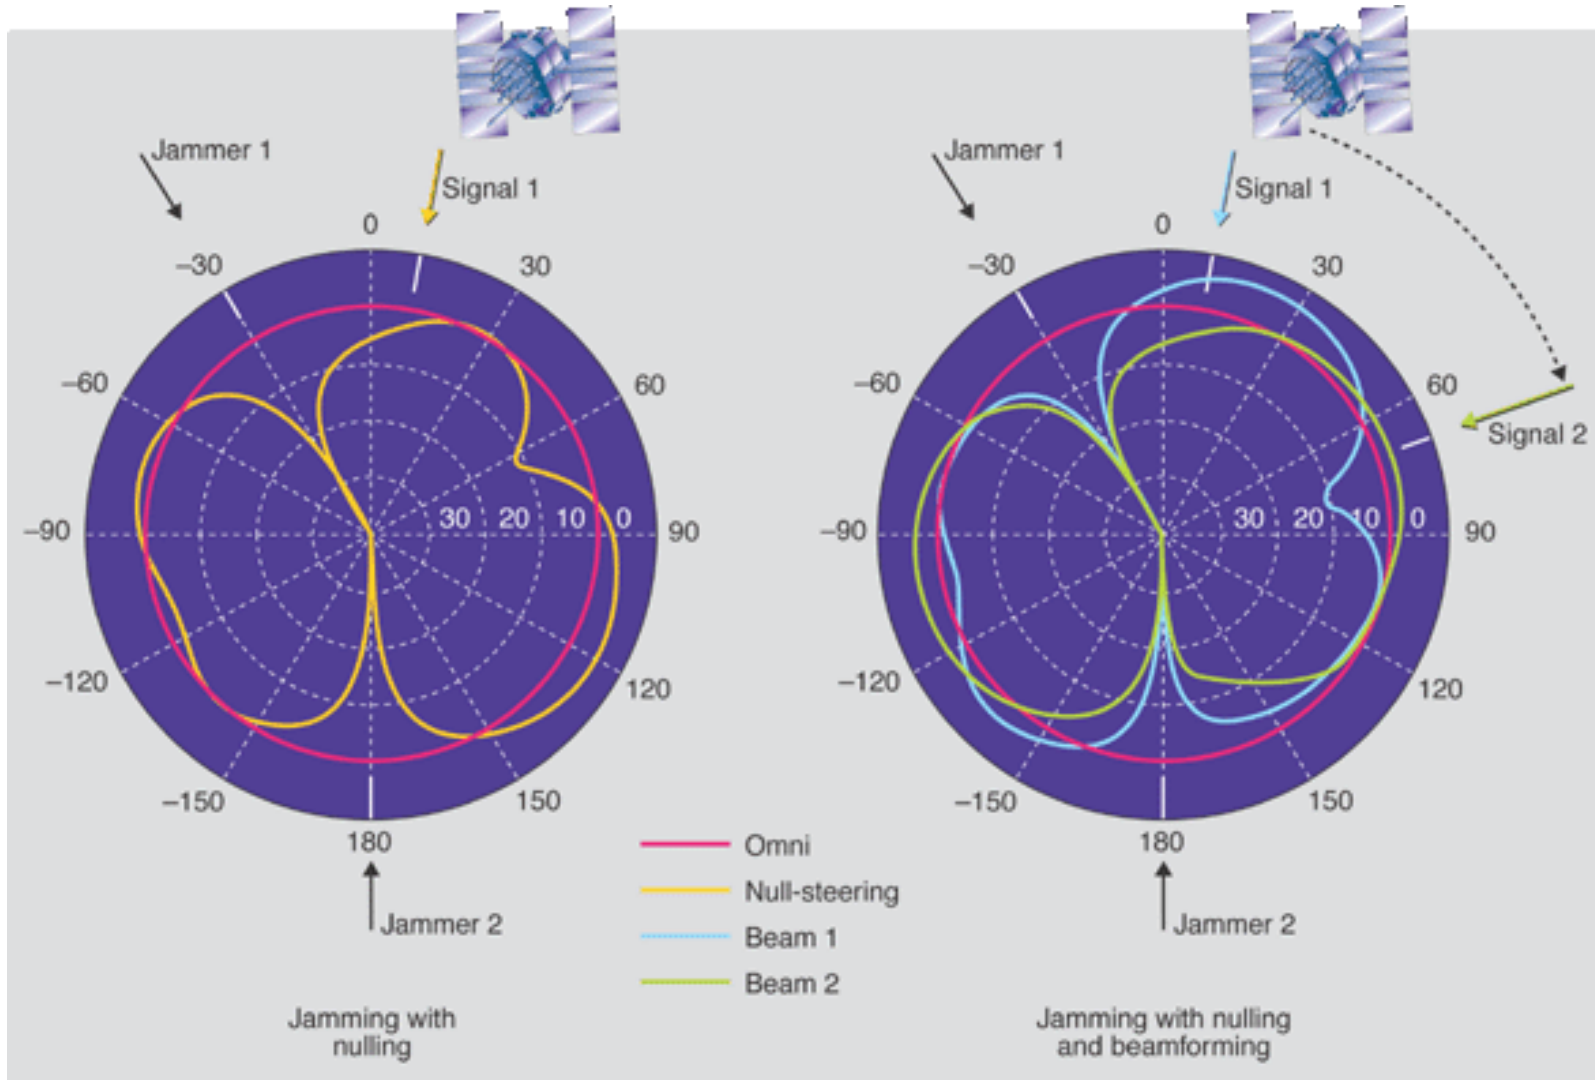 Jammer 1
Signal 1
0
–30
30
–60
60
–90
30 20 10 0
90
–120
120
–150
150
180
Jammer 2
Jamming with
nulling
Jammer 1
Signal 1
0
–30
30
–60
60
Signal 2
–90
30 20 10 0
90
–120
120
–150
150
180
Jammer 2
Jamming with nulling
and beamforming
Omni
Null-steering
Beam 1
Beam 2